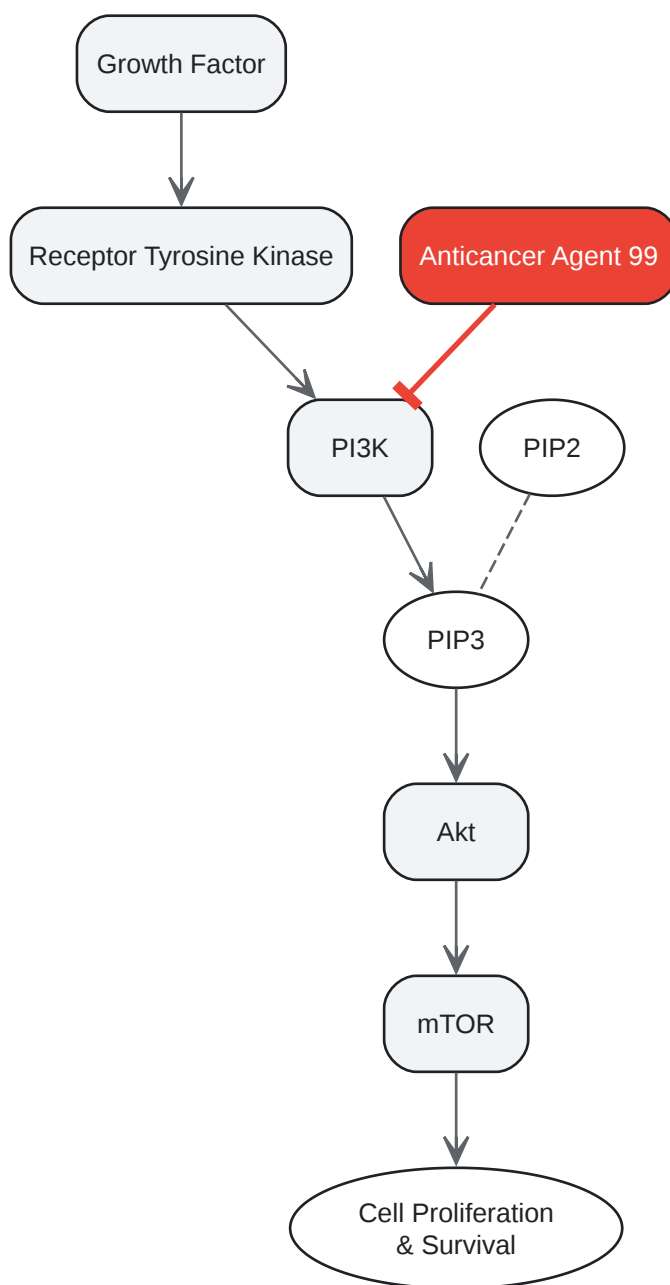 Growth Factor
Receptor Tyrosine Kinase
Anticancer Agent 99
PI3K
PIP2
PIP3
Akt
mTOR
Cell Proliferation
& Survival